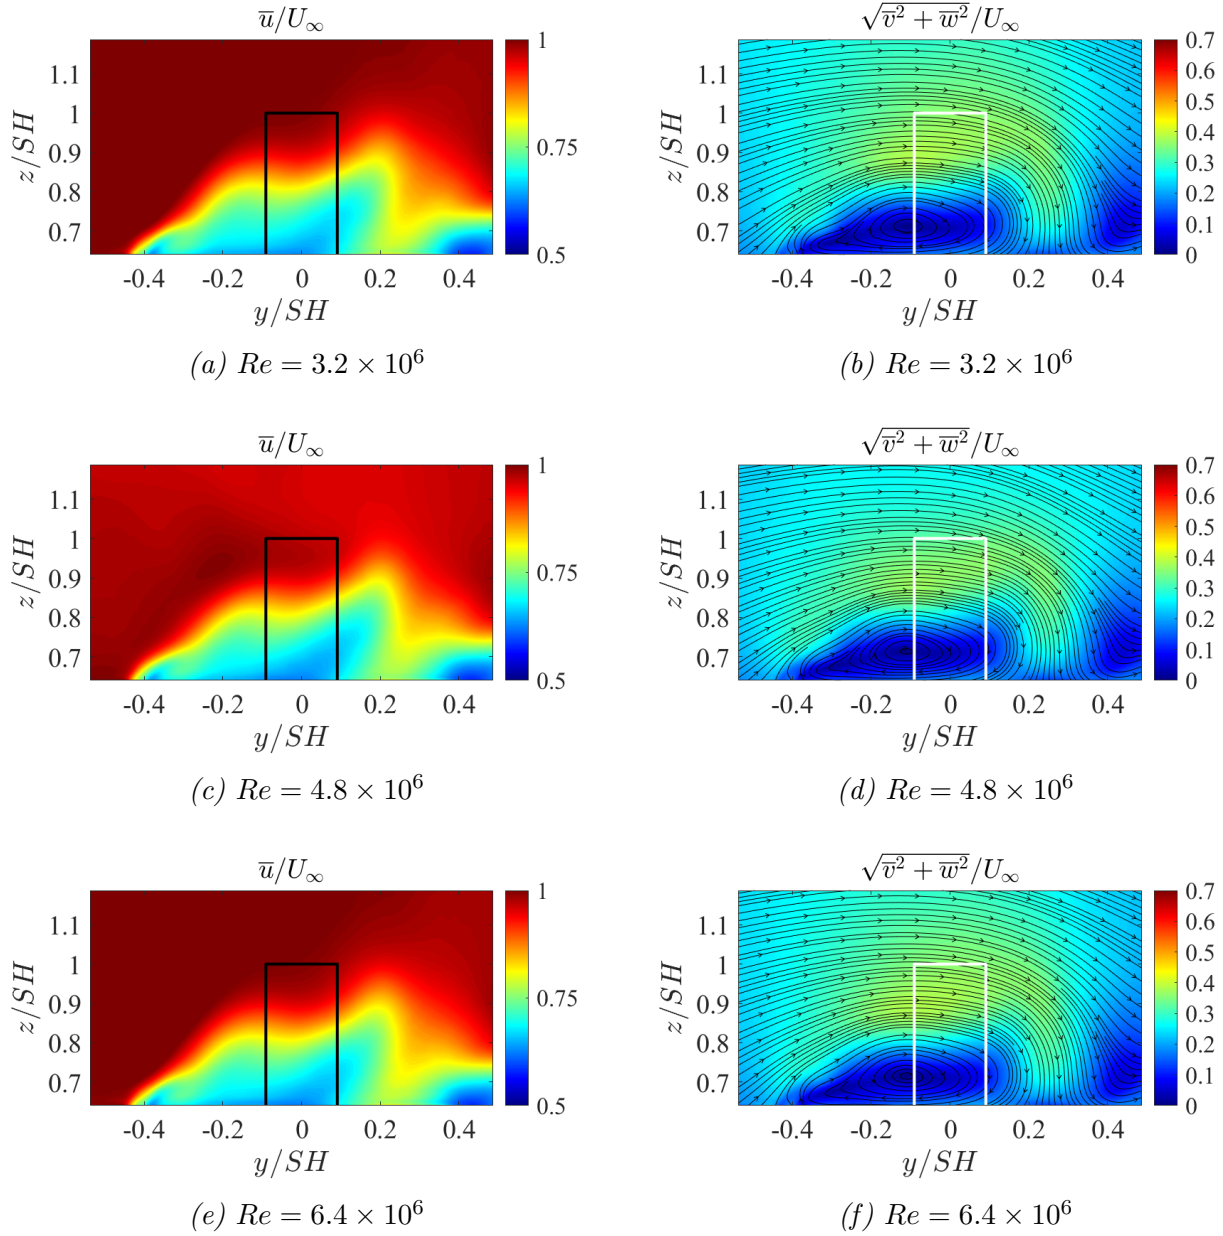 u̅/U∞
√(v̅² + w̅²)/U∞
z/SH
1.1
1
0.9
0.8
0.7
-0.4 -0.2 0 0.2 0.4
y/SH
1
0.75
0.5
z/SH
1.1
1
0.9
0.8
0.7
-0.4 -0.2 0 0.2 0.4
y/SH
0.7
0.6
0.5
0.4
0.3
0.2
0.1
0
(a) Re = 3.2 × 10⁶
(b) Re = 3.2 × 10⁶
u̅/U∞
√(v̅² + w̅²)/U∞
z/SH
1.1
1
0.9
0.8
0.7
-0.4 -0.2 0 0.2 0.4
y/SH
1
0.75
0.5
z/SH
1.1
1
0.9
0.8
0.7
-0.4 -0.2 0 0.2 0.4
y/SH
0.7
0.6
0.5
0.4
0.3
0.2
0.1
0
(c) Re = 4.8 × 10⁶
(d) Re = 4.8 × 10⁶
u̅/U∞
√(v̅² + w̅²)/U∞
z/SH
1.1
1
0.9
0.8
0.7
-0.4 -0.2 0 0.2 0.4
y/SH
1
0.75
0.5
z/SH
1.1
1
0.9
0.8
0.7
-0.4 -0.2 0 0.2 0.4
y/SH
0.7
0.6
0.5
0.4
0.3
0.2
0.1
0
(e) Re = 6.4 × 10⁶
(f) Re = 6.4 × 10⁶